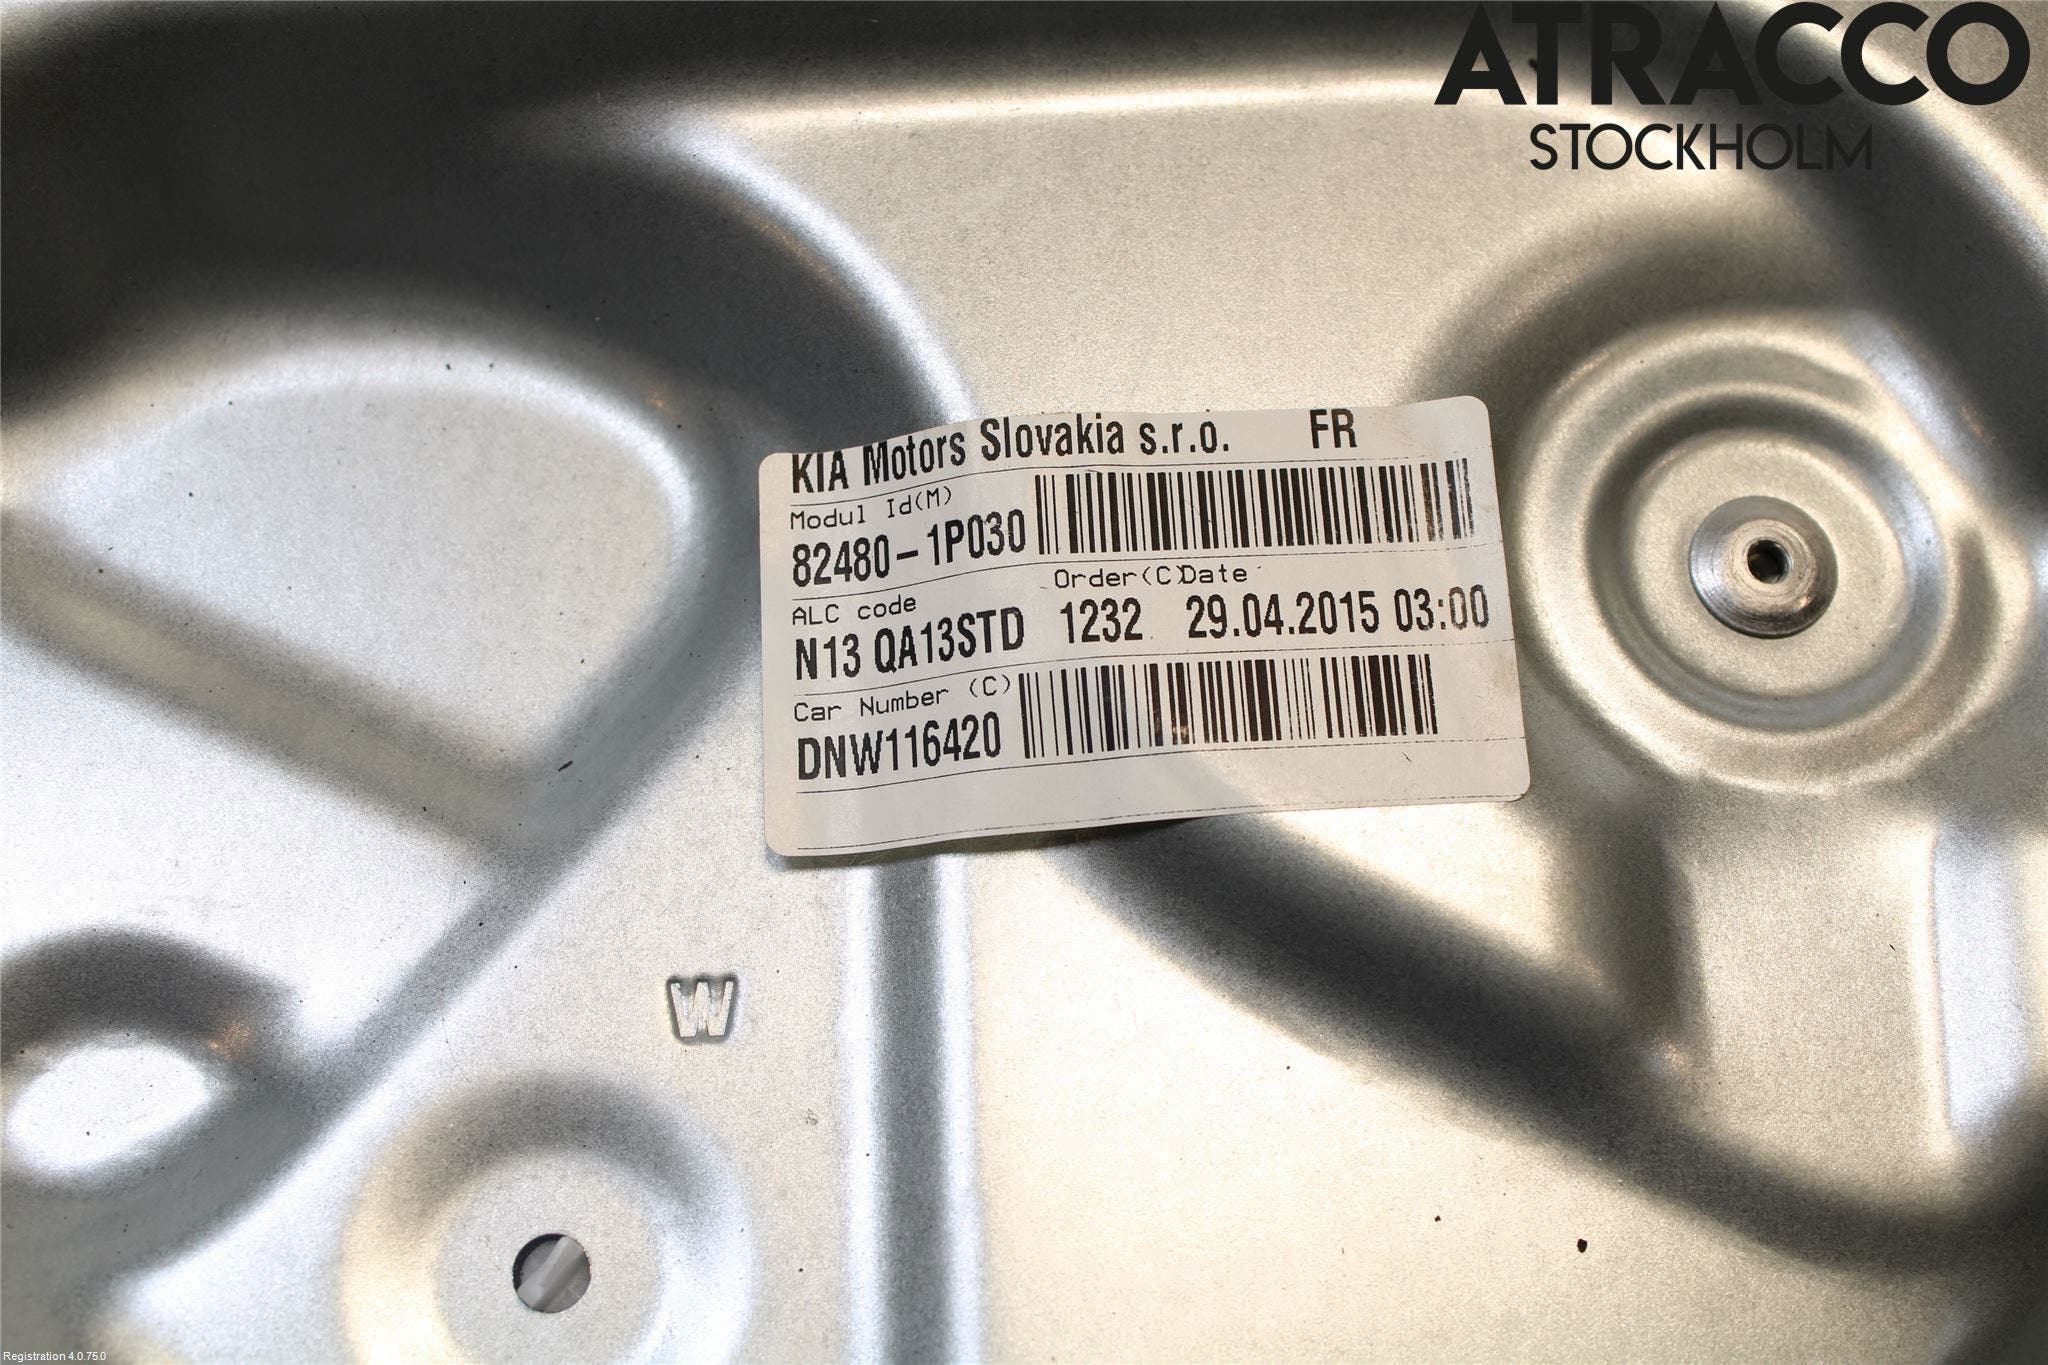 ATRACCO
STOCKHOLM
KIA Motors Slovakia s.r.o. FR
Modul Id(M)
82480-1P030
ALC code Order(C)Date
N13 QA13STD 1232 29.04.2015 03:00
Car Number (C)
DNW116420
W
Registration 4.0.75.0